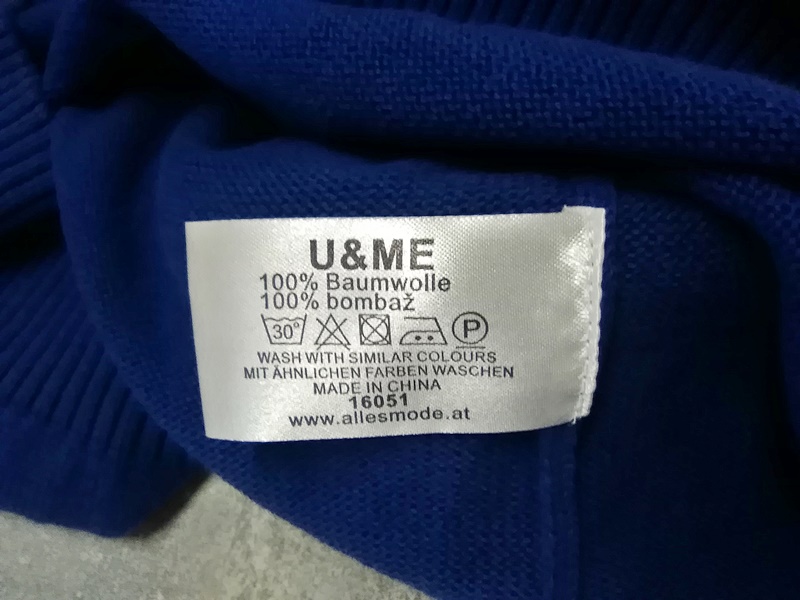 U&ME
100% Baumwolle
100% bombaž
30° P
WASH WITH SIMILAR COLOURS
MIT ÄHNLICHEN FARBEN WASCHEN
MADE IN CHINA
16051
www.allesmode.at